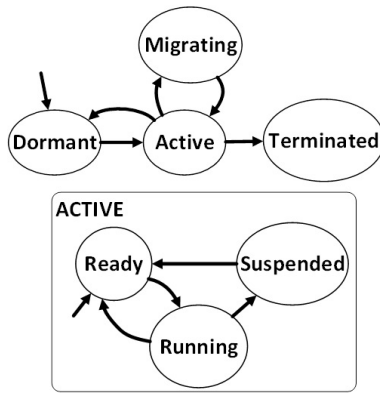 Migrating
Dormant
Active
Terminated
ACTIVE
Ready
Suspended
Running